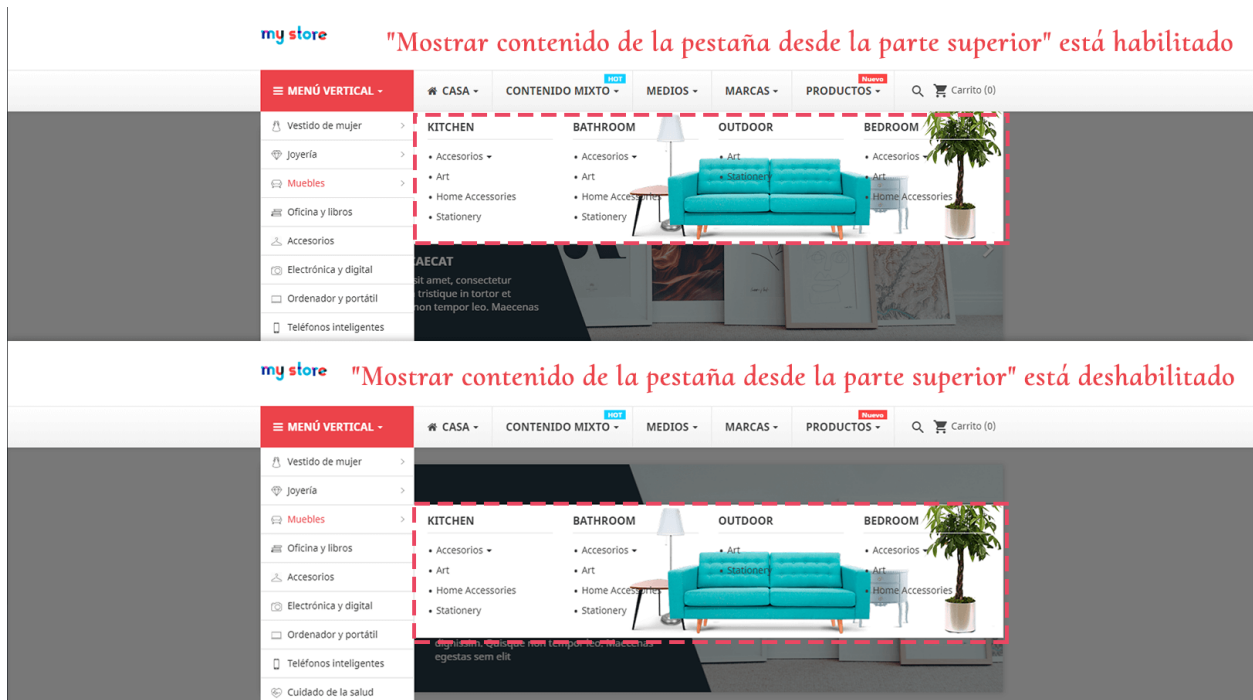 my store
"Mostrar contenido de la pestaña desde la parte superior" está habilitado
MENÚ VERTICAL
CASA
HOT
CONTENIDO MIXTO
MEDIOS
MARCAS
Nuevo
PRODUCTOS
Carrito (0)
Vestido de mujer
Joyería
Muebles
Oficina y libros
Accesorios
Electrónica y digital
Ordenador y portátil
Teléfonos inteligentes
KITCHEN
• Accesorios
• Art
• Home Accessories
• Stationery
BATHROOM
• Accesorios
• Art
• Home Accessories
• Stationery
OUTDOOR
• Art
• Stationery
BEDROOM
• Accesorios
• Art
• Home Accessories
AECAT
sit amet, consectetur
tristique in tortor et
non tempor leo. Maecenas
my store
"Mostrar contenido de la pestaña desde la parte superior" está deshabilitado
MENÚ VERTICAL
CASA
HOT
CONTENIDO MIXTO
MEDIOS
MARCAS
Nuevo
PRODUCTOS
Carrito (0)
Vestido de mujer
Joyería
Muebles
Oficina y libros
Accesorios
Electrónica y digital
Ordenador y portátil
Teléfonos inteligentes
Cuidado de la salud
KITCHEN
• Accesorios
• Art
• Home Accessories
• Stationery
BATHROOM
• Accesorios
• Art
• Home Accessories
• Stationery
OUTDOOR
• Art
• Stationery
BEDROOM
• Accesorios
• Art
• Home Accessories
dignissim. Quisque non tempor leo. Maecenas
egestas sem elit